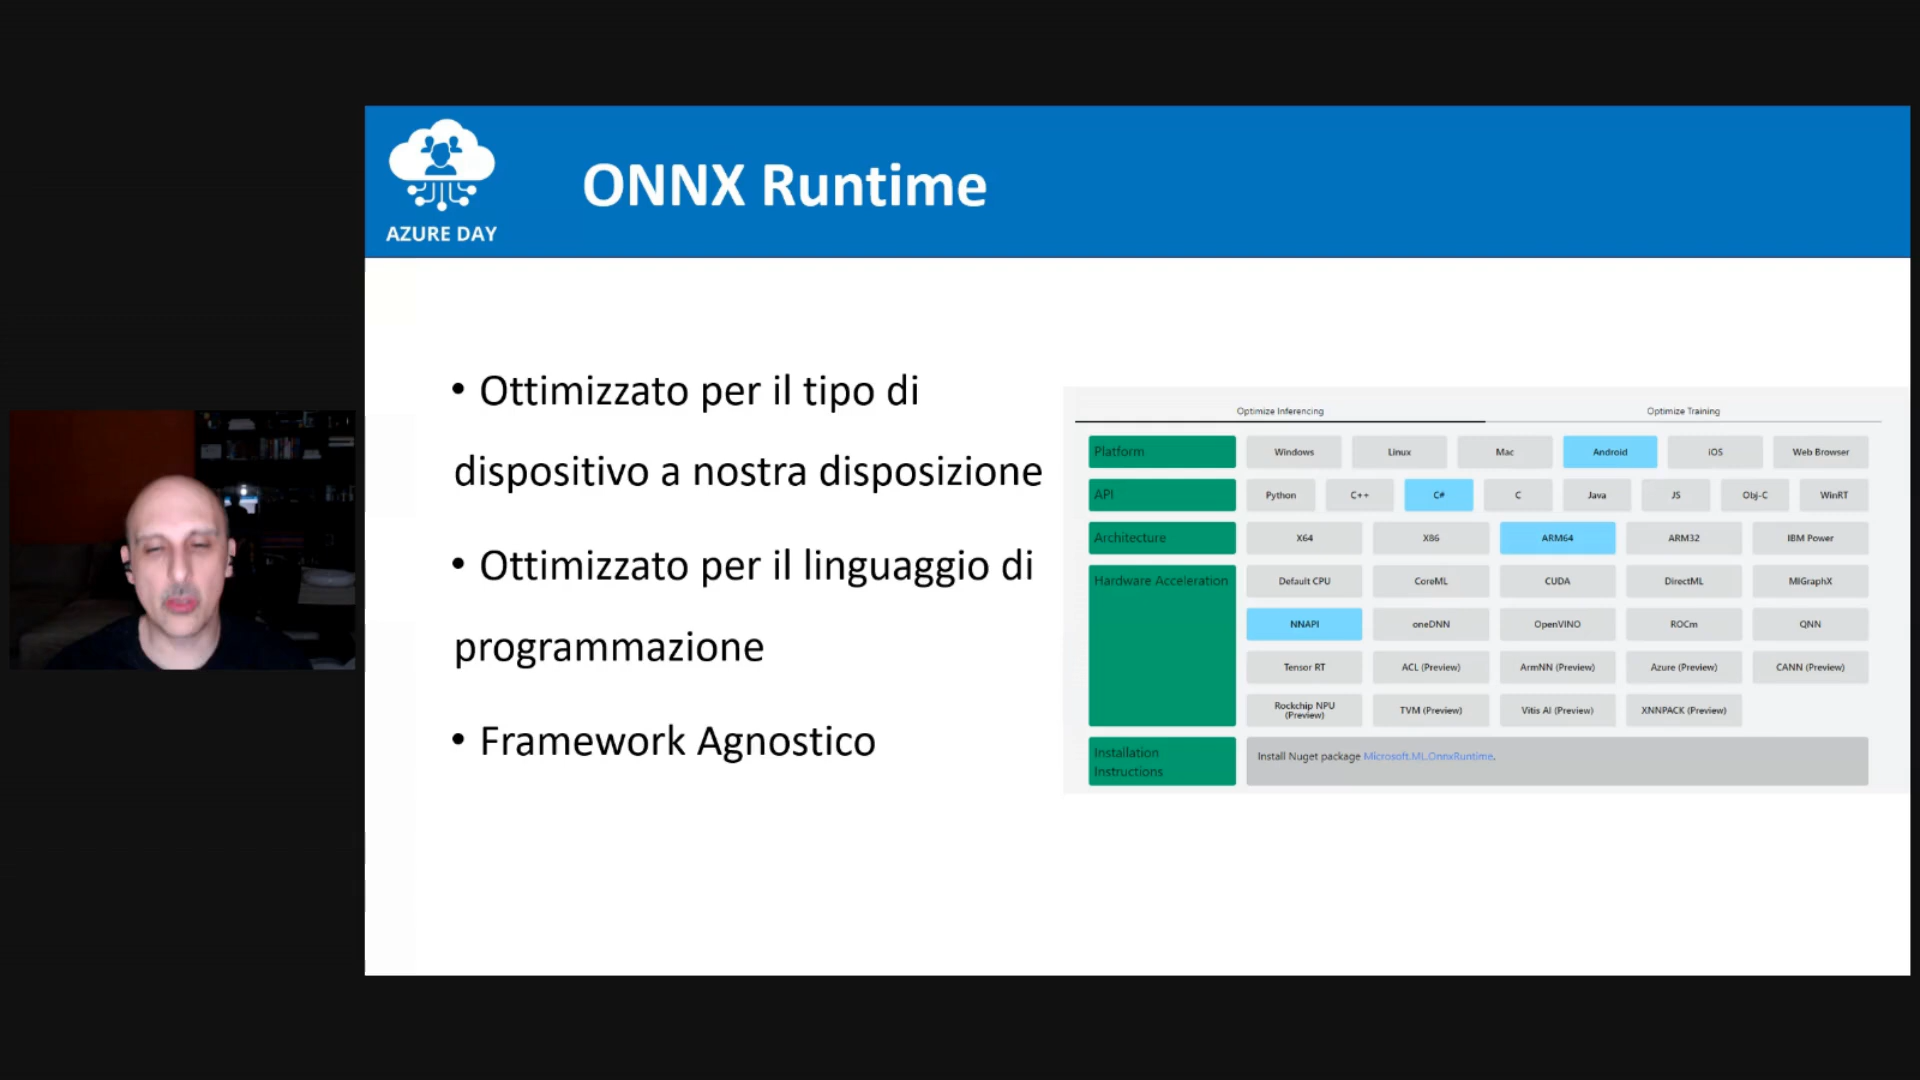 AZURE DAY
ONNX Runtime
• Ottimizzato per il tipo di
dispositivo a nostra disposizione
• Ottimizzato per il linguaggio di
programmazione
• Framework Agnostico
Optimize Inferencing Optimize Training
Platform Windows Linux Mac Android iOS Web Browser
API Python C++ C# C Java JS Obj-C WinRT
Architecture X64 X86 ARM64 ARM32 IBM Power
Hardware Acceleration Default CPU CoreML CUDA DirectML MIGraphX
NNAPI oneDNN OpenVINO ROCm QNN
Tensor RT ACL (Preview) ArmNN (Preview) Azure (Preview) CANN (Preview)
Rockchip NPU (Preview) TVM (Preview) Vitis AI (Preview) XNNPACK (Preview)
Installation Instructions Install Nuget package Microsoft.ML.OnnxRuntime.